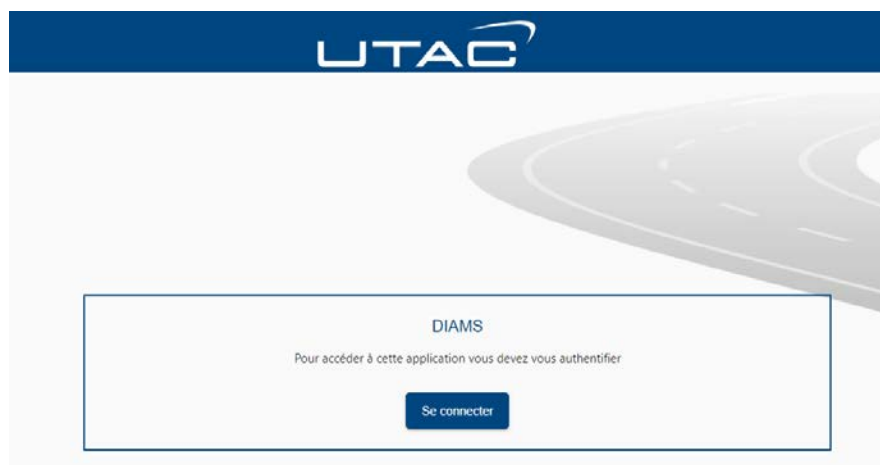 UTAC
DIAMS
Pour accéder à cette application vous devez vous authentifier
Se connecter